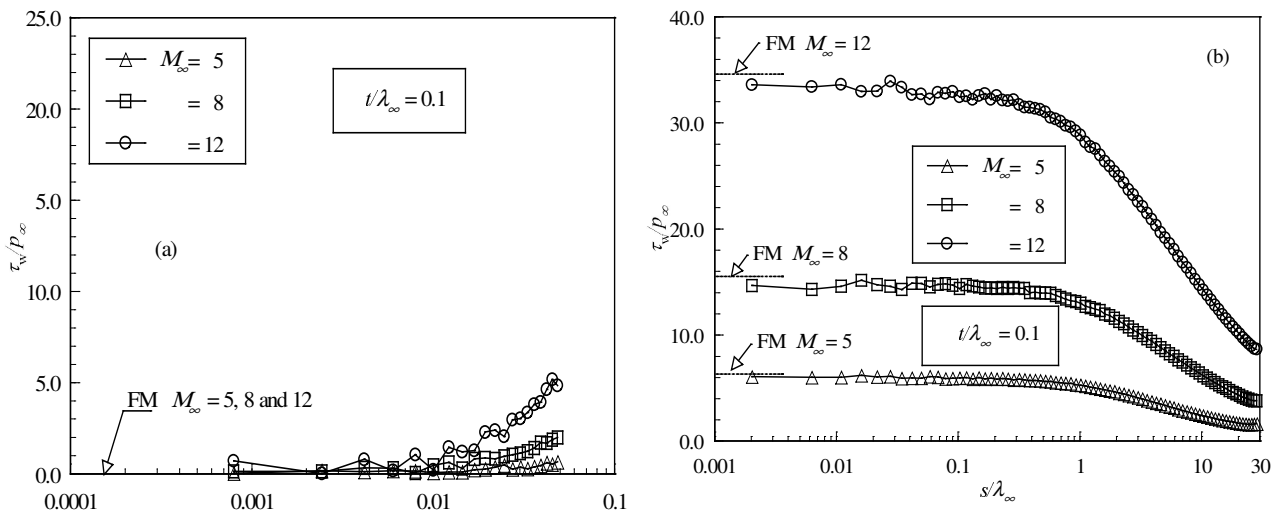 25.0
20.0
5.0
10.0
5.0
0.0
τw/p∞
M∞= 5
= 8
=12
t/λ∞=0.1
(a)
FM M∞= 5, 8 and 12
0.0001
0.001
0.01
0.1
40.0
30.0
20.0
10.0
0.0
τw/p∞
FM M∞=12
(b)
M∞= 5
= 8
=12
FM M∞=8
t/λ∞=0.1
FM M∞=5
0.001
0.01
0.1
1
10
30
s/λ∞